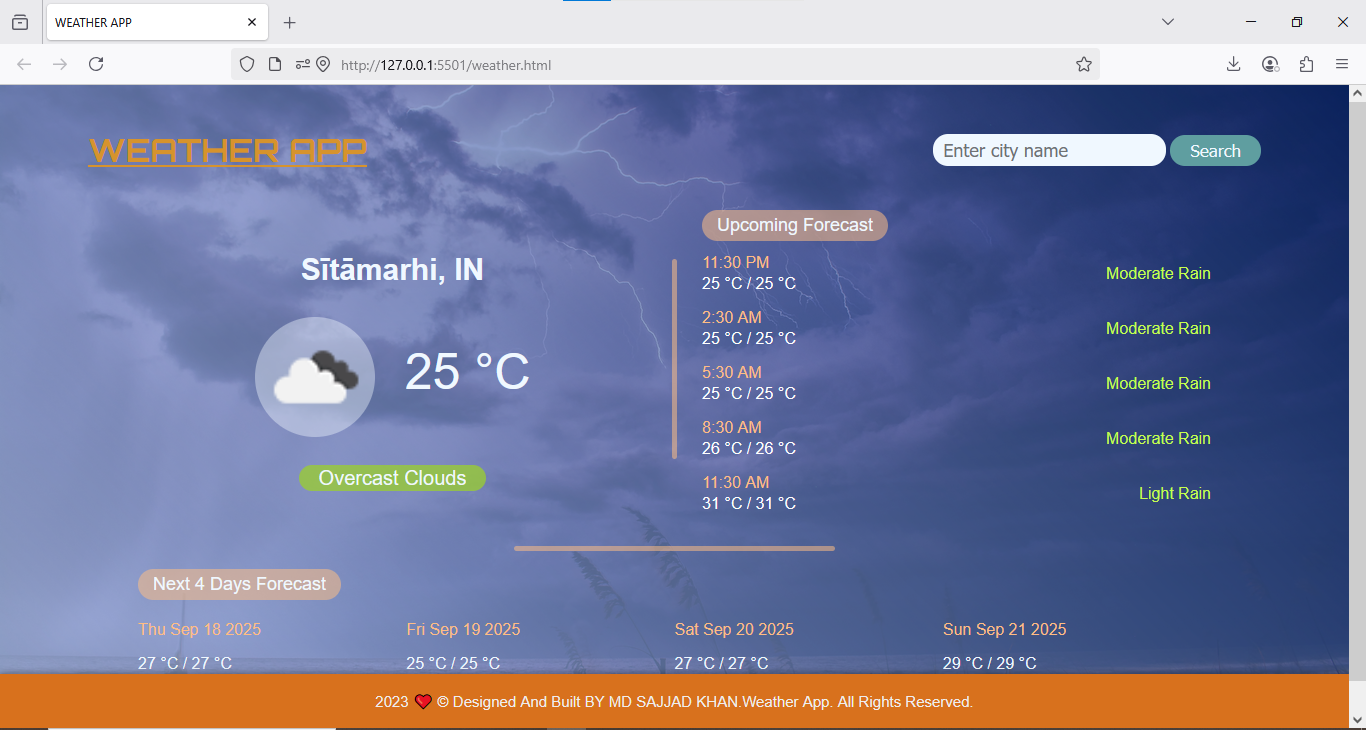 WEATHER APP
http://127.0.0.1:5501/weather.html
WEATHER APP
Enter city name
Search
Sītāmarhi, IN
25 °C
Overcast Clouds
Upcoming Forecast
11:30 PM
25 °C / 25 °C
Moderate Rain
2:30 AM
25 °C / 25 °C
Moderate Rain
5:30 AM
25 °C / 25 °C
Moderate Rain
8:30 AM
26 °C / 26 °C
Moderate Rain
11:30 AM
31 °C / 31 °C
Light Rain
Next 4 Days Forecast
Thu Sep 18 2025
27 °C / 27 °C
Fri Sep 19 2025
25 °C / 25 °C
Sat Sep 20 2025
27 °C / 27 °C
Sun Sep 21 2025
29 °C / 29 °C
2023 ❤ © Designed And Built BY MD SAJJAD KHAN.Weather App. All Rights Reserved.